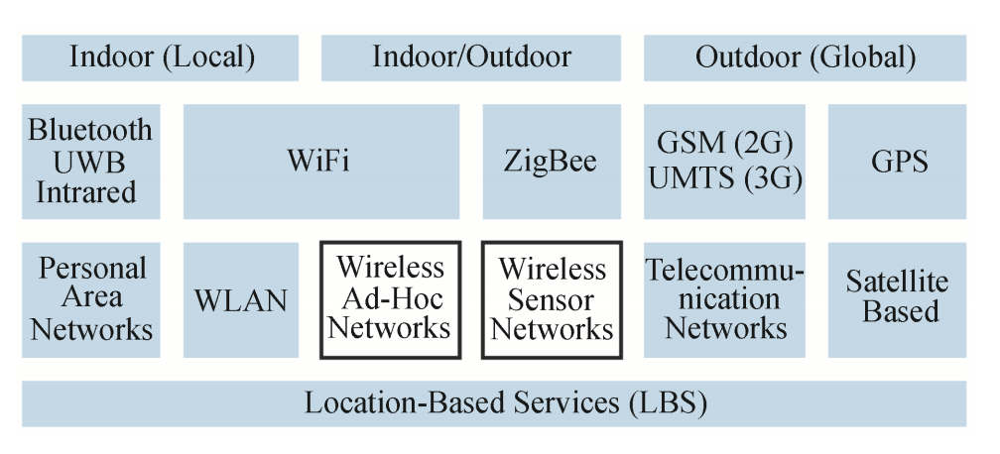 Indoor (Local)
Indoor/Outdoor
Outdoor (Global)
Bluetooth
UWB
Intrared
WiFi
ZigBee
GSM (2G)
UMTS (3G)
GPS
Personal
Area
Networks
WLAN
Wireless
Ad-Hoc
Networks
Wireless
Sensor
Networks
Telecommu-
nication
Networks
Satellite
Based
Location-Based Services (LBS)